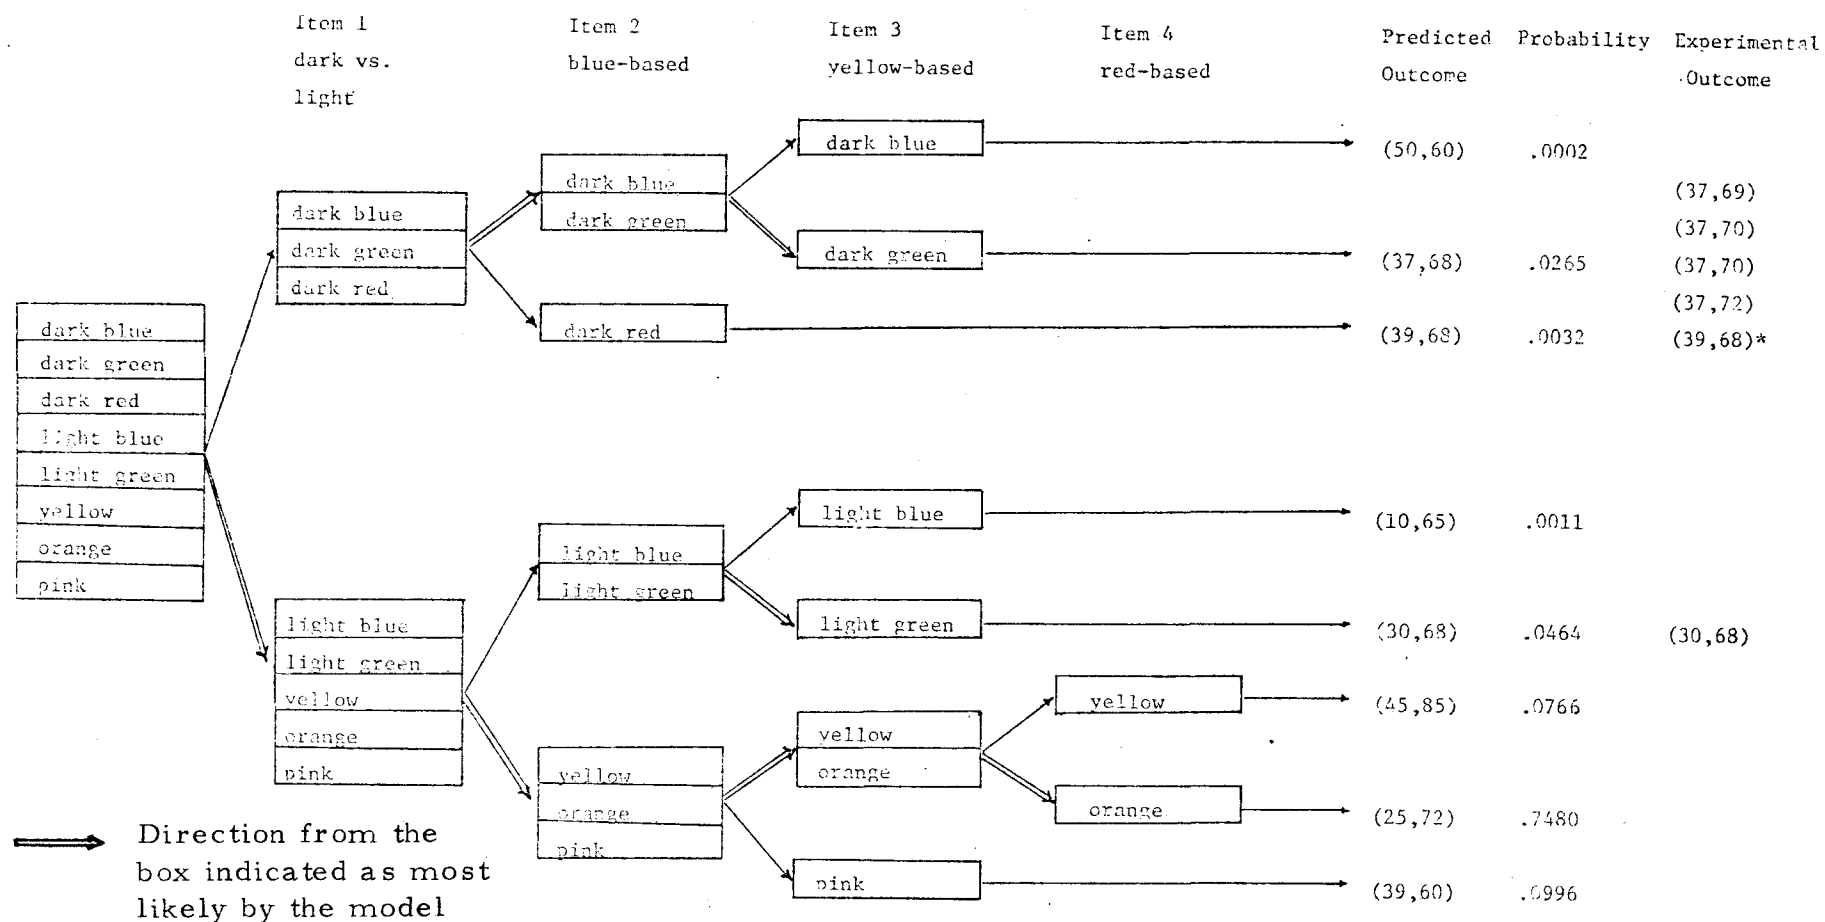 Item 1
dark vs.
light
Item 2
blue-based
Item 3
yellow-based
Item 4
red-based
Predicted
Outcome
Probability
Experimental
Outcome
dark blue
dark green
dark red
light blue
light green
yellow
orange
pink
dark blue
dark green
dark red
light blue
light green
yellow
orange
pink
dark blue
dark green
dark red
light blue
light green
yellow
orange
pink
dark blue
dark green
light blue
light green
yellow
orange
pink
yellow
orange
(50,60) .0002
(37,69)
(37,70)
(37,68) .0265 (37,70)
(37,72)
(39,68) .0032 (39,68)*
(10,65) .0011
(30,68) .0464 (30,68)
(45,85) .0766
(25,72) .7480
(39,60) .0996
Direction from the
box indicated as most
likely by the model